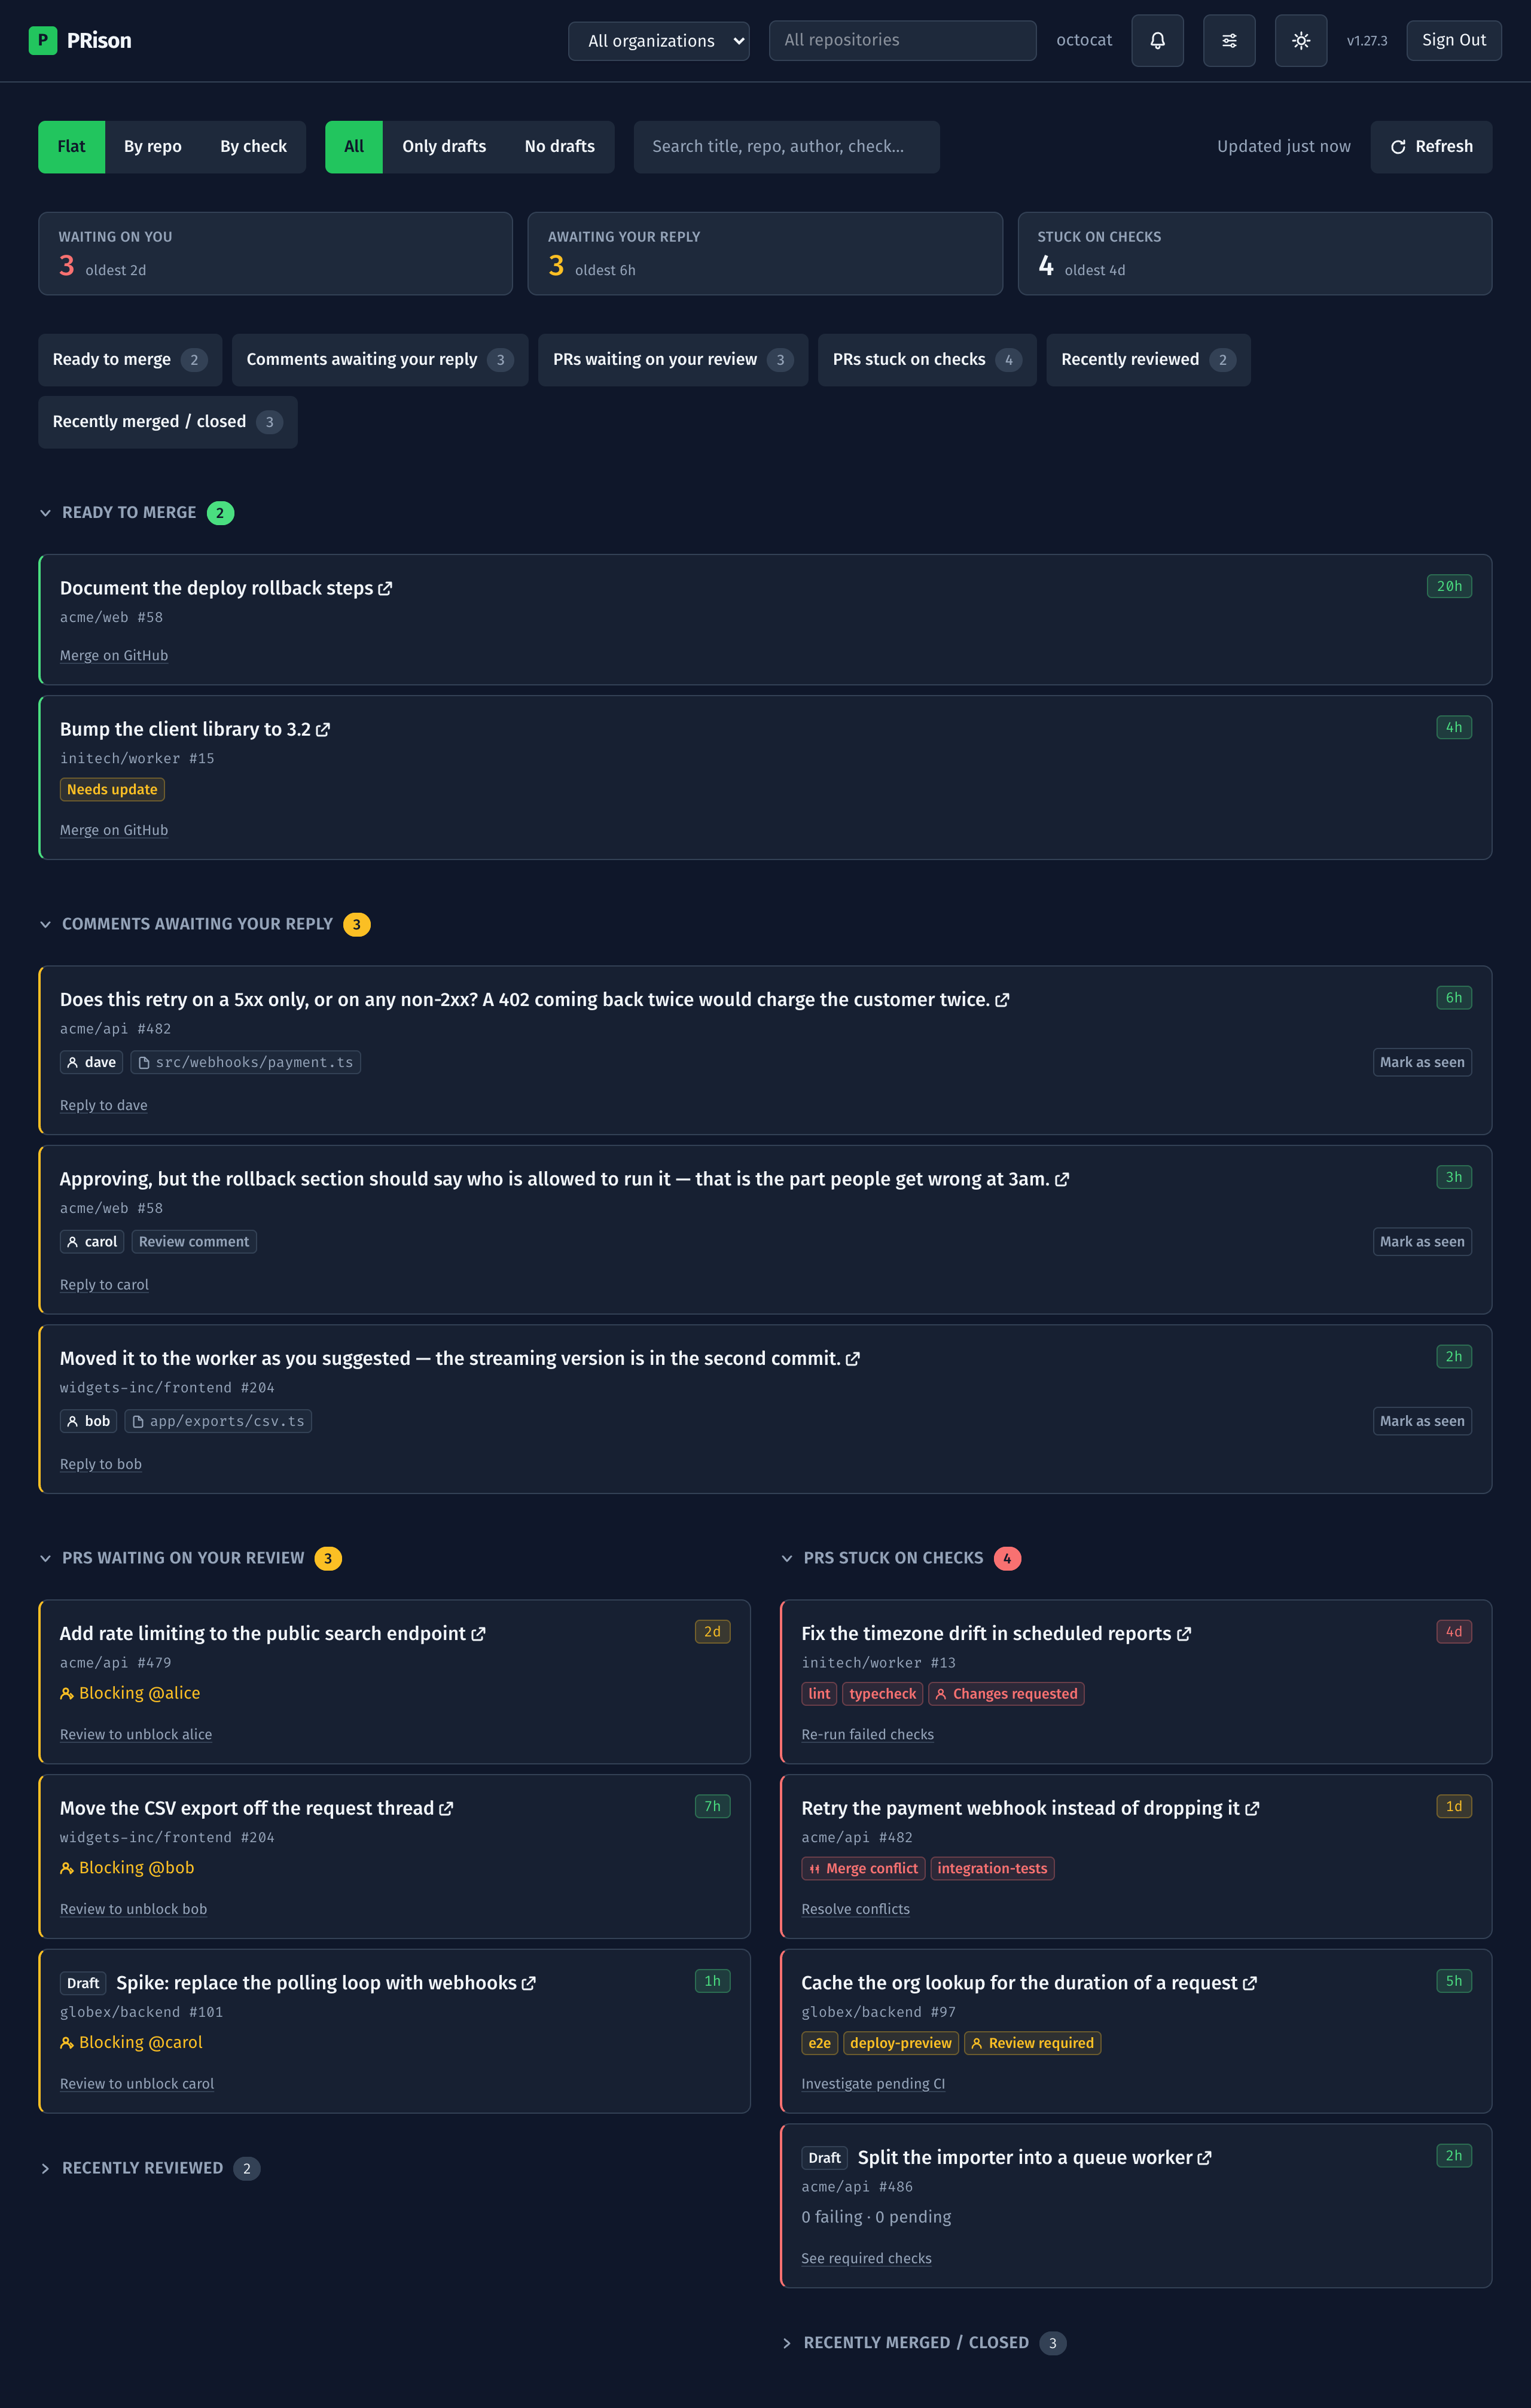 P PRison All organizations All repositories octocat v1.27.3 Sign Out
Flat By repo By check All Only drafts No drafts Search title, repo, author, check... Updated just now Refresh
WAITING ON YOU
3 oldest 2d
AWAITING YOUR REPLY
3 oldest 6h
STUCK ON CHECKS
4 oldest 4d
Ready to merge 2 Comments awaiting your reply 3 PRs waiting on your review 3 PRs stuck on checks 4 Recently reviewed 2
Recently merged / closed 3
READY TO MERGE 2
Document the deploy rollback steps 20h
acme/web #58
Merge on GitHub
Bump the client library to 3.2 4h
initech/worker #15
Needs update
Merge on GitHub
COMMENTS AWAITING YOUR REPLY 3
Does this retry on a 5xx only, or on any non-2xx? A 402 coming back twice would charge the customer twice. 6h
acme/api #482
dave src/webhooks/payment.ts Mark as seen
Reply to dave
Approving, but the rollback section should say who is allowed to run it — that is the part people get wrong at 3am. 3h
acme/web #58
carol Review comment Mark as seen
Reply to carol
Moved it to the worker as you suggested — the streaming version is in the second commit. 2h
widgets-inc/frontend #204
bob app/exports/csv.ts Mark as seen
Reply to bob
PRS WAITING ON YOUR REVIEW 3
Add rate limiting to the public search endpoint 2d
acme/api #479
Blocking @alice
Review to unblock alice
Move the CSV export off the request thread 7h
widgets-inc/frontend #204
Blocking @bob
Review to unblock bob
Draft Spike: replace the polling loop with webhooks 1h
globex/backend #101
Blocking @carol
Review to unblock carol
RECENTLY REVIEWED 2
PRS STUCK ON CHECKS 4
Fix the timezone drift in scheduled reports 4d
initech/worker #13
lint typecheck Changes requested
Re-run failed checks
Retry the payment webhook instead of dropping it 1d
acme/api #482
Merge conflict integration-tests
Resolve conflicts
Cache the org lookup for the duration of a request 5h
globex/backend #97
e2e deploy-preview Review required
Investigate pending CI
Draft Split the importer into a queue worker 2h
acme/api #486
0 failing · 0 pending
See required checks
RECENTLY MERGED / CLOSED 3